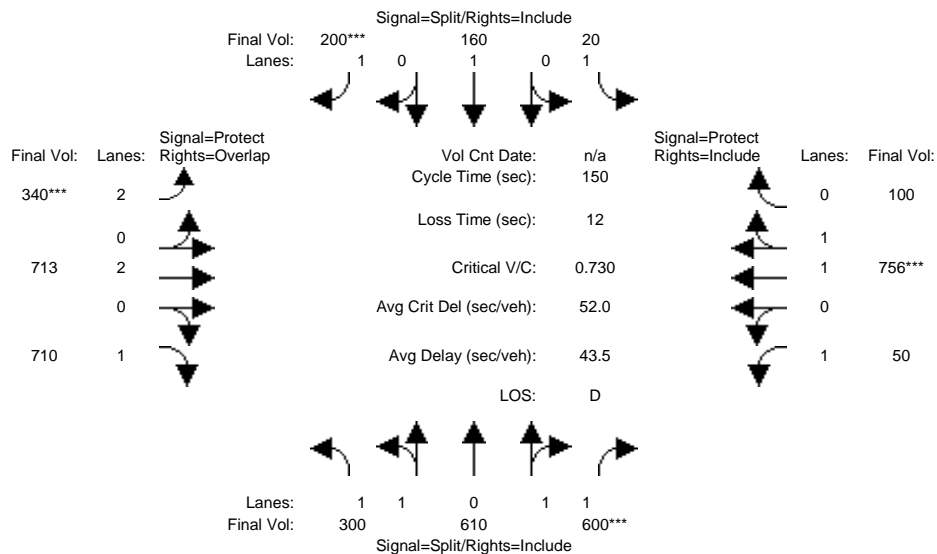 Signal=Split/Rights=Include
Final Vol: 200*** 160 20
Lanes: 1 0 1 0 1
Signal=Protect
Final Vol: Lanes: Rights=Overlap
Vol Cnt Date: n/a
Signal=Protect
Rights=Include Lanes: Final Vol:
Cycle Time (sec): 150
340*** 2
0 100
Loss Time (sec): 12
0
1
713 2
Critical V/C: 0.730
1 756***
0
Avg Crit Del (sec/veh): 52.0
0
710 1
Avg Delay (sec/veh): 43.5
1 50
LOS: D
Lanes: 1 1 0 1 1
Final Vol: 300 610 600***
Signal=Split/Rights=Include